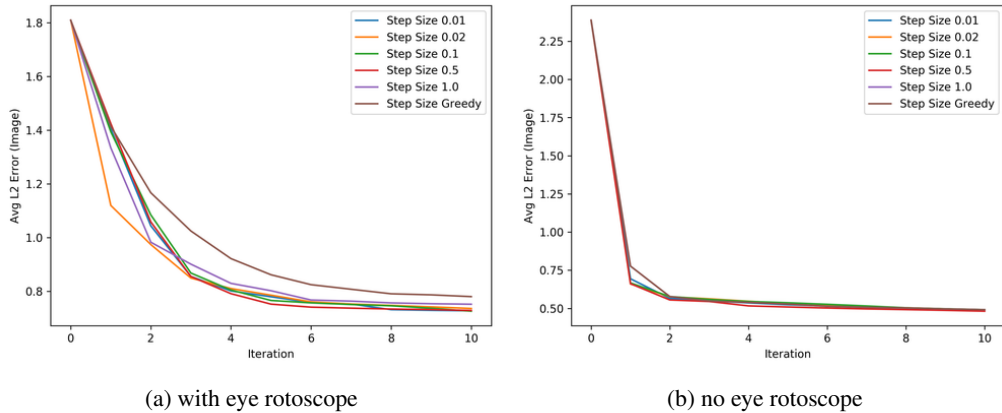 1.8
1.6
1.4
1.2
1.0
0.8
Avg L2 Error (Image)
0
2
4
6
8
10
Iteration
Step Size 0.01
Step Size 0.02
Step Size 0.1
Step Size 0.5
Step Size 1.0
Step Size Greedy
(a) with eye rotoscope
2.25
2.00
1.75
1.50
1.25
1.00
0.75
0.50
Avg L2 Error (Image)
0
2
4
6
8
10
Iteration
Step Size 0.01
Step Size 0.02
Step Size 0.1
Step Size 0.5
Step Size 1.0
Step Size Greedy
(b) no eye rotoscope